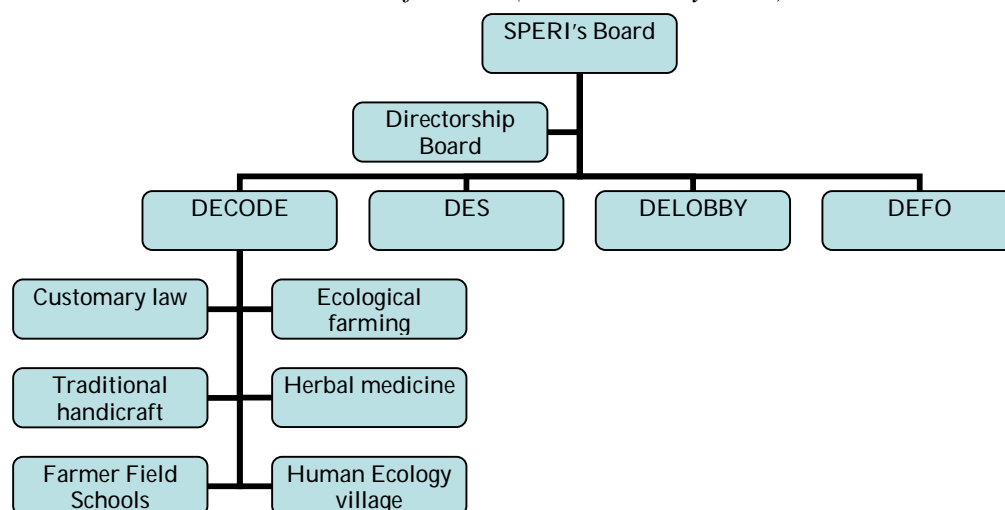 SPERI's Board
Directorship
Board
DECODE
DES
DELOBBY
DEFO
Customary law
Ecological
farming
Traditional
handicraft
Herbal medicine
Farmer Field
Schools
Human Ecology
village